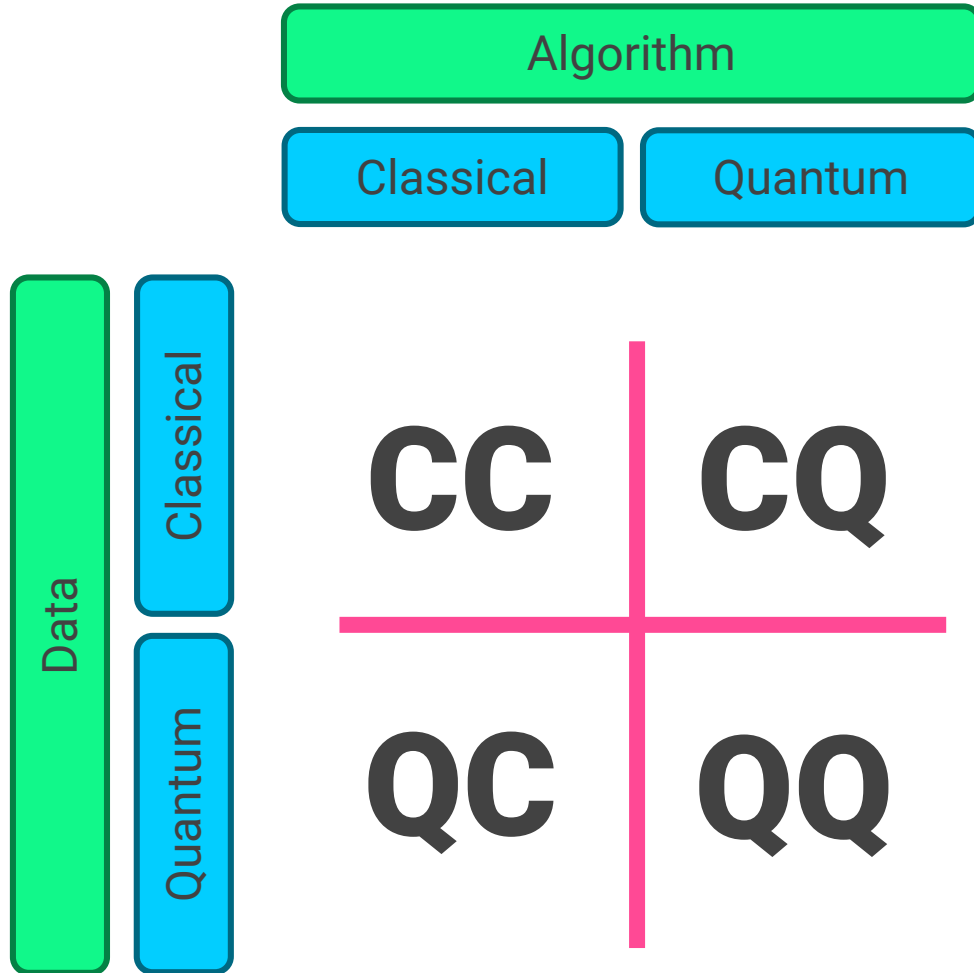 Algorithm
Classical
Quantum
Data
Classical
Quantum
CC
CQ
QC
QQ